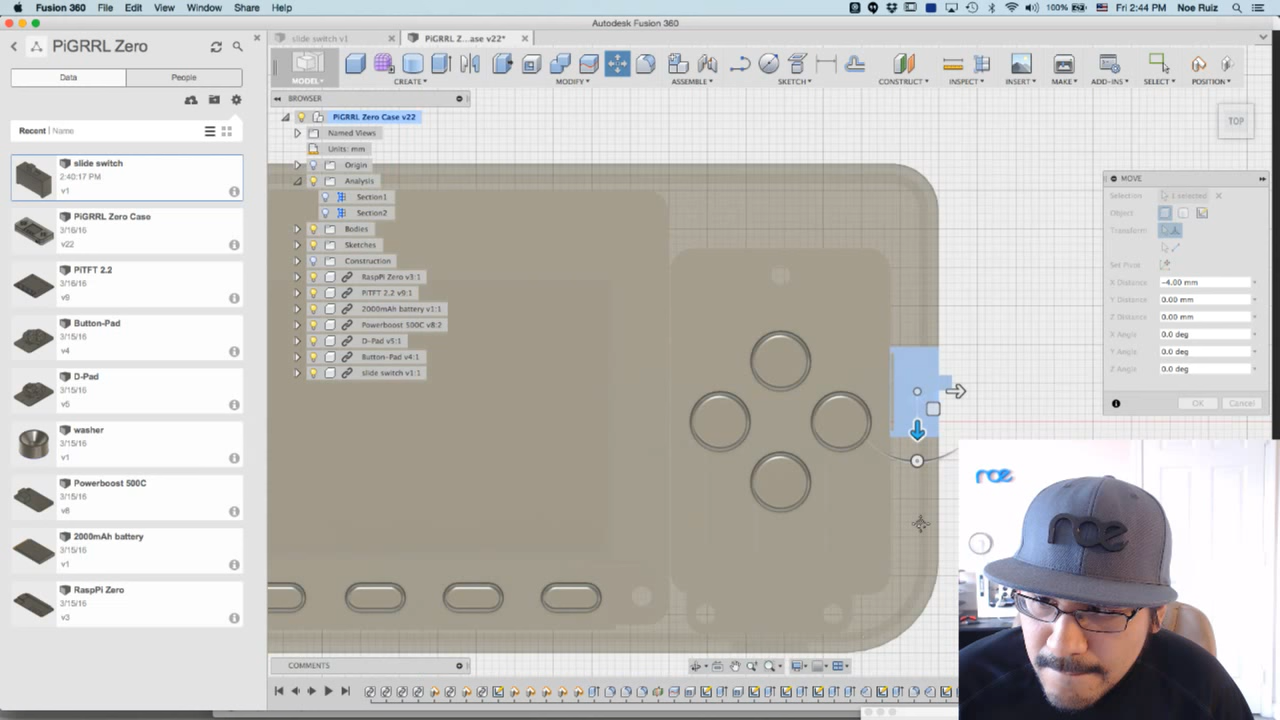 Fusion 360 File Edit View Window Share Help
100% Fri 2:44 PM Noe Ruiz
Autodesk Fusion 360
PiGRRL Zero
slide switch v1
PiGRRL Z...ase v22*
Data People
MODEL CREATE MODIFY ASSEMBLE SKETCH CONSTRUCT INSPECT INSERT MAKE ADD-INS SELECT POSITION
BROWSER
TOP
Recent | Name
slide switch
2:40:17 PM
v1
PiGRRL Zero Case
3/16/16
v22
PiTFT 2.2
3/16/16
v9
Button-Pad
3/15/16
v4
D-Pad
3/15/16
v5
washer
3/15/16
v1
Powerboost 500C
3/15/16
v8
2000mAh battery
3/15/16
v1
RaspPi Zero
3/15/16
v3
PiGRRL Zero Case v22
Named Views
Units: mm
Origin
Analysis
Section1
Section2
Bodies
Sketches
Construction
RaspPi Zero v3:1
PiTFT 2.2 v9:1
2000mAh battery v1:1
Powerboost 500C v8:2
D-Pad v5:1
Button-Pad v4:1
slide switch v1:1
MOVE
Selection 1 selected
Object:
Transform:
Set Pivot
X Distance -4.00 mm
Y Distance 0.00 mm
Z Distance 0.00 mm
X Angle 0.0 deg
Y Angle 0.0 deg
Z Angle 0.0 deg
OK Cancel
noe
noe
COMMENTS